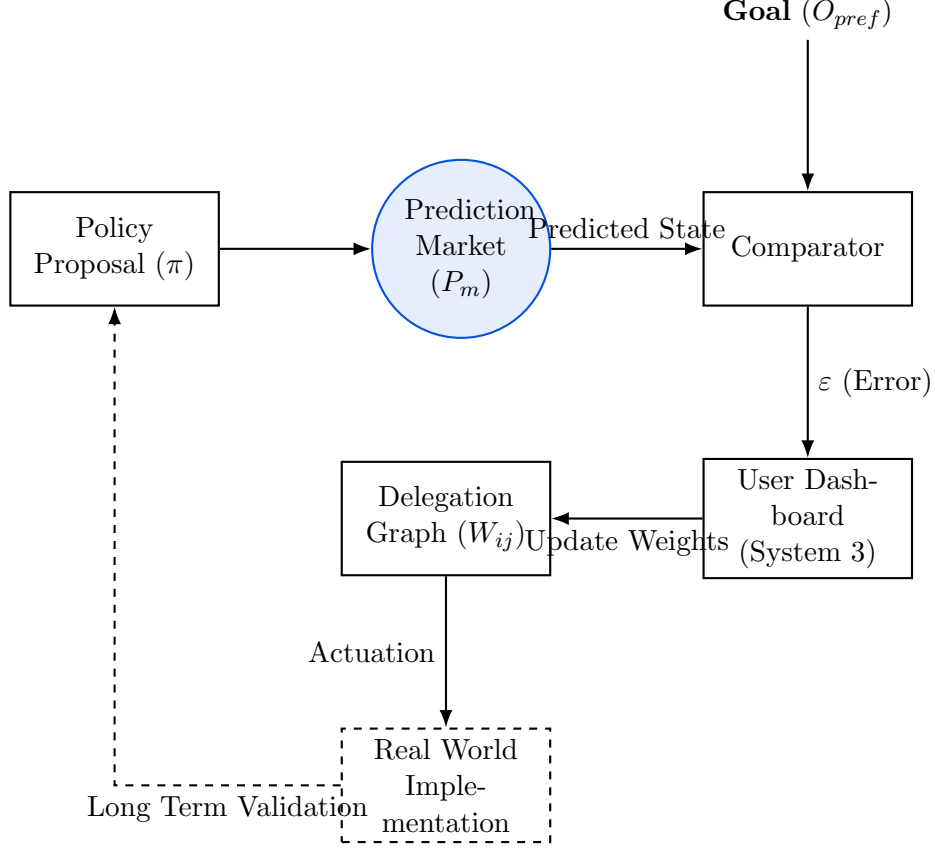 Goal (O_pref)
Policy
Proposal (π)
Prediction
Market
(P_m)
Predicted State
Comparator
ε (Error)
User Dash-
board
(System 3)
Update Weights
Delegation
Graph (W_ij)
Actuation
Real World
Imple-
mentation
Long Term Validation